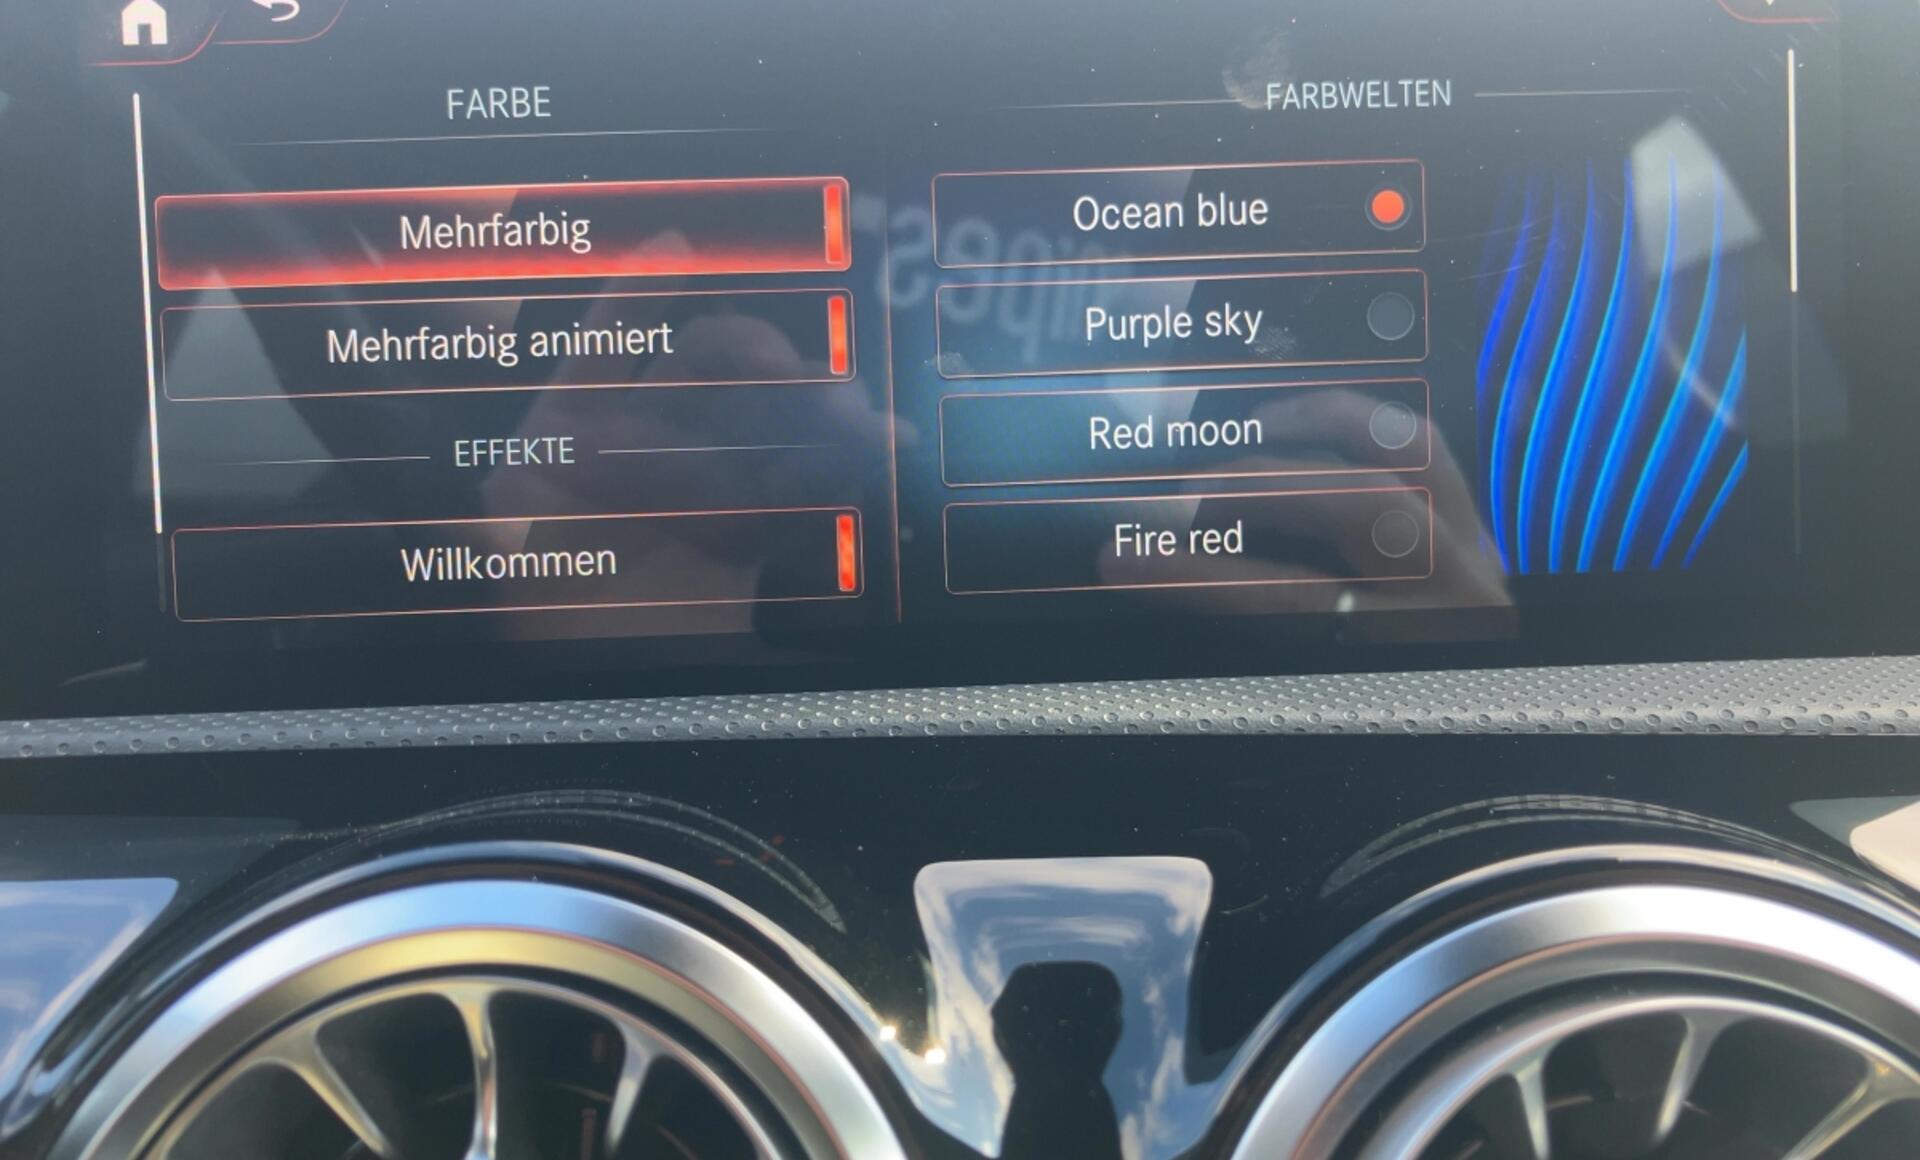 FARBE
Mehrfarbig
Mehrfarbig animiert
EFFEKTE
Willkommen
FARBWELTEN
Ocean blue
Purple sky
Red moon
Fire red